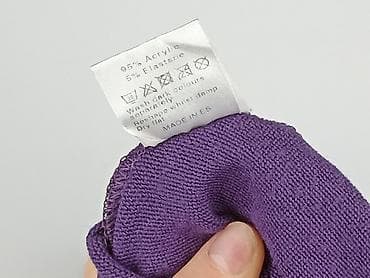 95% Acrylic
5% Elastane
Wash dark colours
separately
Reshape whilst damp
Dry flat
MADE IN E.S